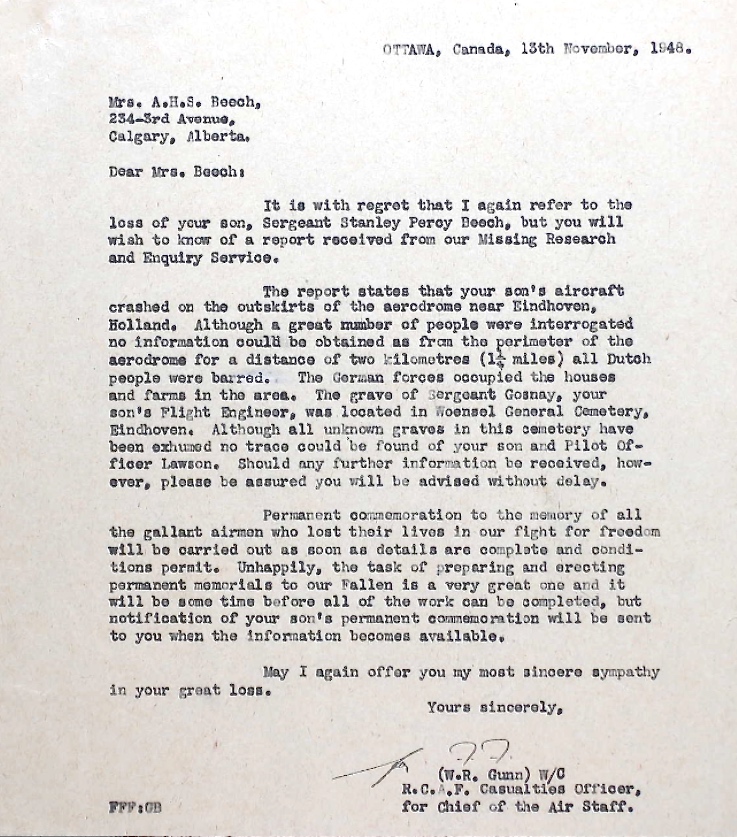 OTTAWA, Canada, 13th November, 1948.
Mrs. A.H.S. Beech,
234-3rd Avenue,
Calgary, Alberta.
Dear Mrs. Beech:
It is with regret that I again refer to the
loss of your son, Sergeant Stanley Percy Beech, but you will
wish to know of a report received from our Missing Research
and Enquiry Service.
The report states that your son's aircraft
crashed on the outskirts of the aerodrome near Eindhoven,
Holland. Although a great number of people were interrogated
no information could be obtained as from the perimeter of the
aerodrome for a distance of two kilometres (1¼ miles) all Dutch
people were barred. The German forces occupied the houses
and farms in the area. The grave of Sergeant Gosnay, your
son's Flight Engineer, was located in Woensel General Cemetery,
Eindhoven. Although all unknown graves in this cemetery have
been exhumed no trace could be found of your son and Pilot Of-
ficer Lawson. Should any further information be received, how-
ever, please be assured you will be advised without delay.
Permanent commemoration to the memory of all
the gallant airmen who lost their lives in our fight for freedom
will be carried out as soon as details are complete and condi-
tions permit. Unhappily, the task of preparing and erecting
permanent memorials to our Fallen is a very great one and it
will be some time before all of the work can be completed, but
notification of your son's permanent commemoration will be sent
to you when the information becomes available.
May I again offer you my most sincere sympathy
in your great loss.
Yours sincerely,
(W.R. Gunn) W/C
R.C.A.F. Casualties Officer,
for Chief of the Air Staff.
FFF:GB